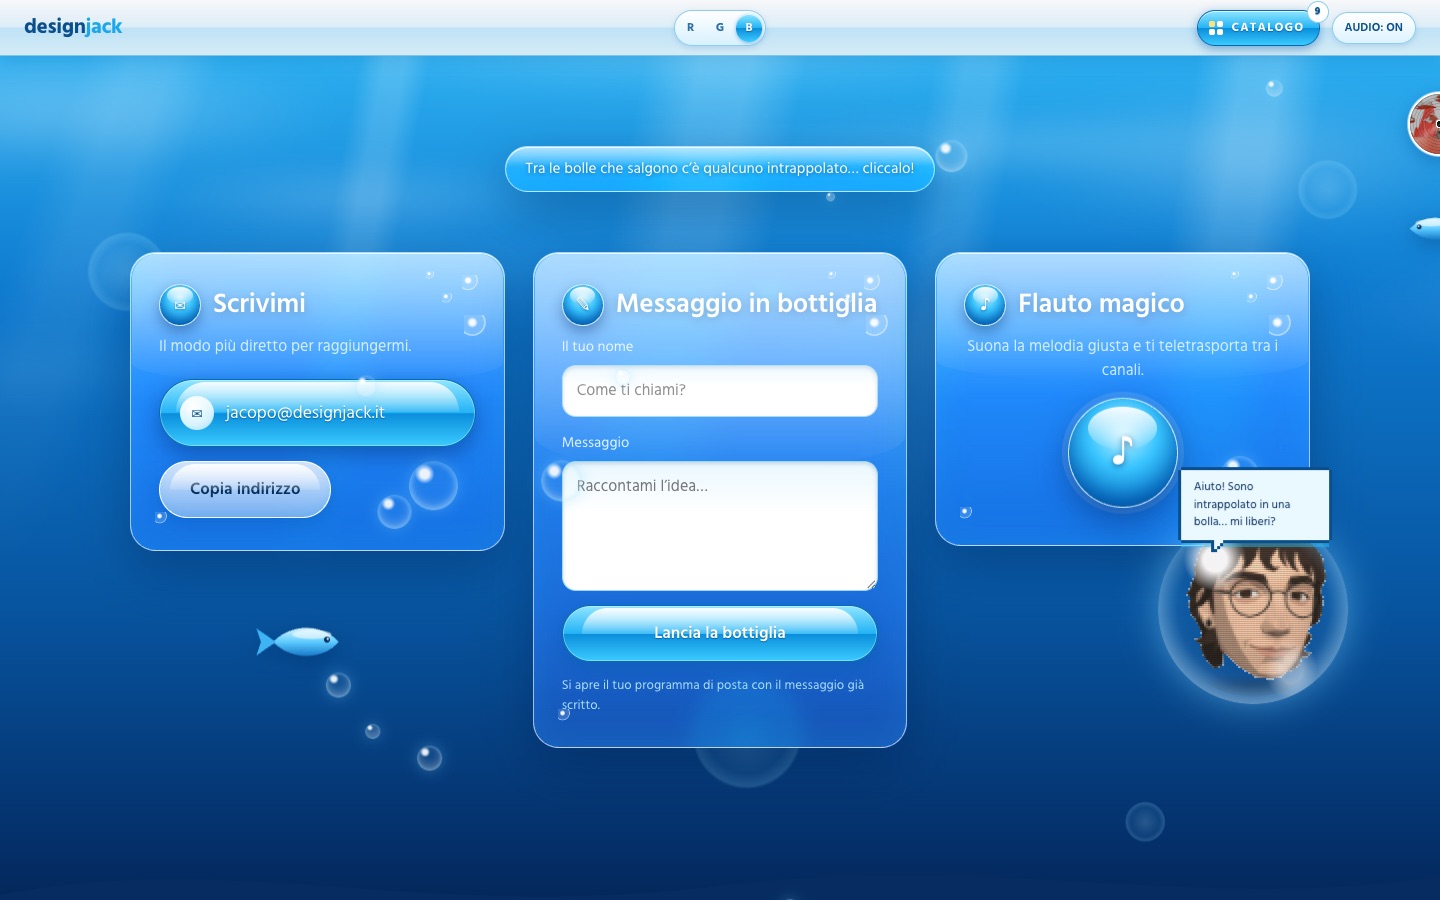 designjack
R G B
CATALOGO
9
AUDIO: ON
Tra le bolle che salgono c’è qualcuno intrappolato… cliccalo!
Scrivimi
Il modo più diretto per raggiungermi.
jacopo@designjack.it
Copia indirizzo
Messaggio in bottiglia
Il tuo nome
Come ti chiami?
Messaggio
Raccontami l’idea…
Lancia la bottiglia
Si apre il tuo programma di posta con il messaggio già
scritto.
Flauto magico
Suona la melodia giusta e ti teletrasporta tra i
canali.
Aiuto! Sono
intrappolato in una
bolla… mi liberi?